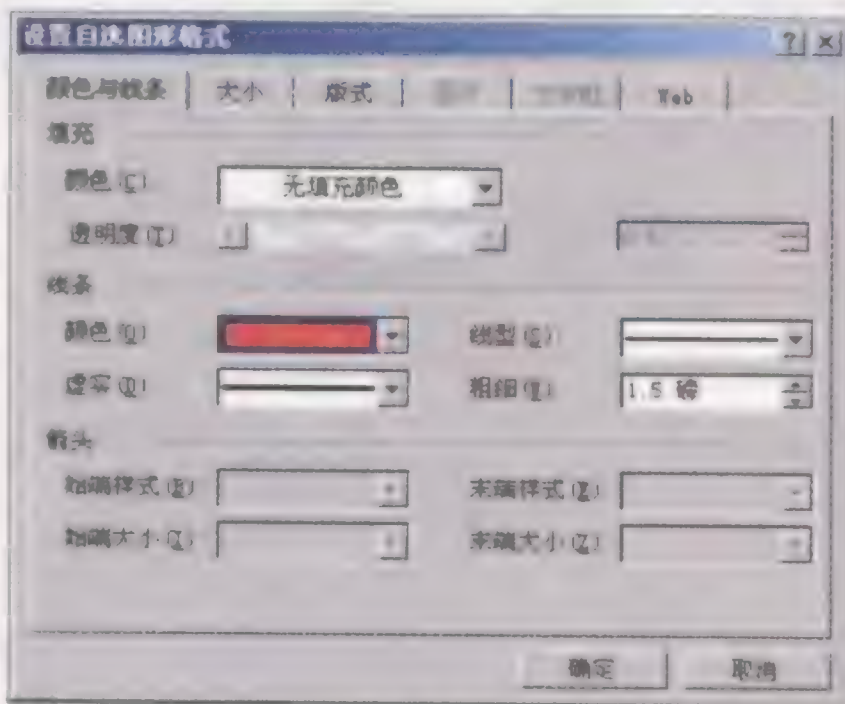 设置自选图形格式
颜色与线条 大小 版式 Web
填充
颜色(C) 无填充颜色
透明度(T)
线条
颜色(O) 线型(S)
虚实(D) 粗细(W) 1.5 磅
箭头
始端样式(B) 末端样式(E)
始端大小(I) 末端大小(Z)
确定 取消